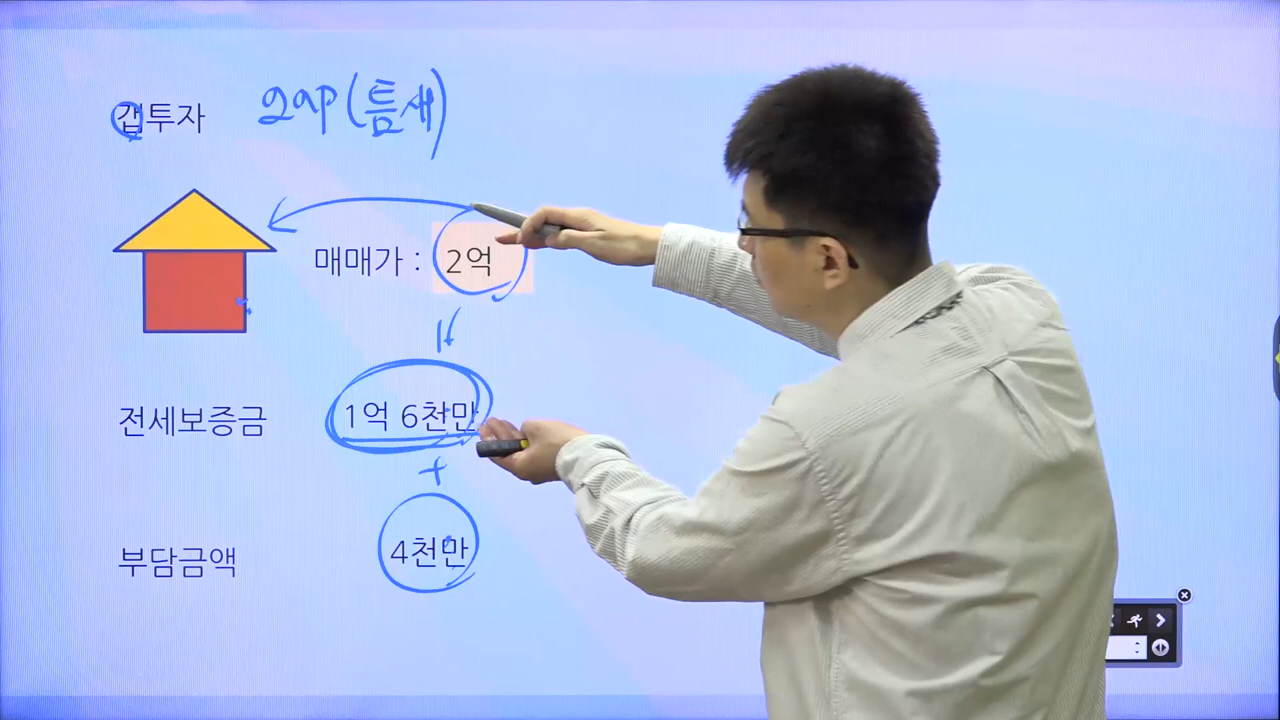 갭투자 gap (틈새)
매매가 : 2억
전세보증금 1억 6천만
+
부담금액 4천만